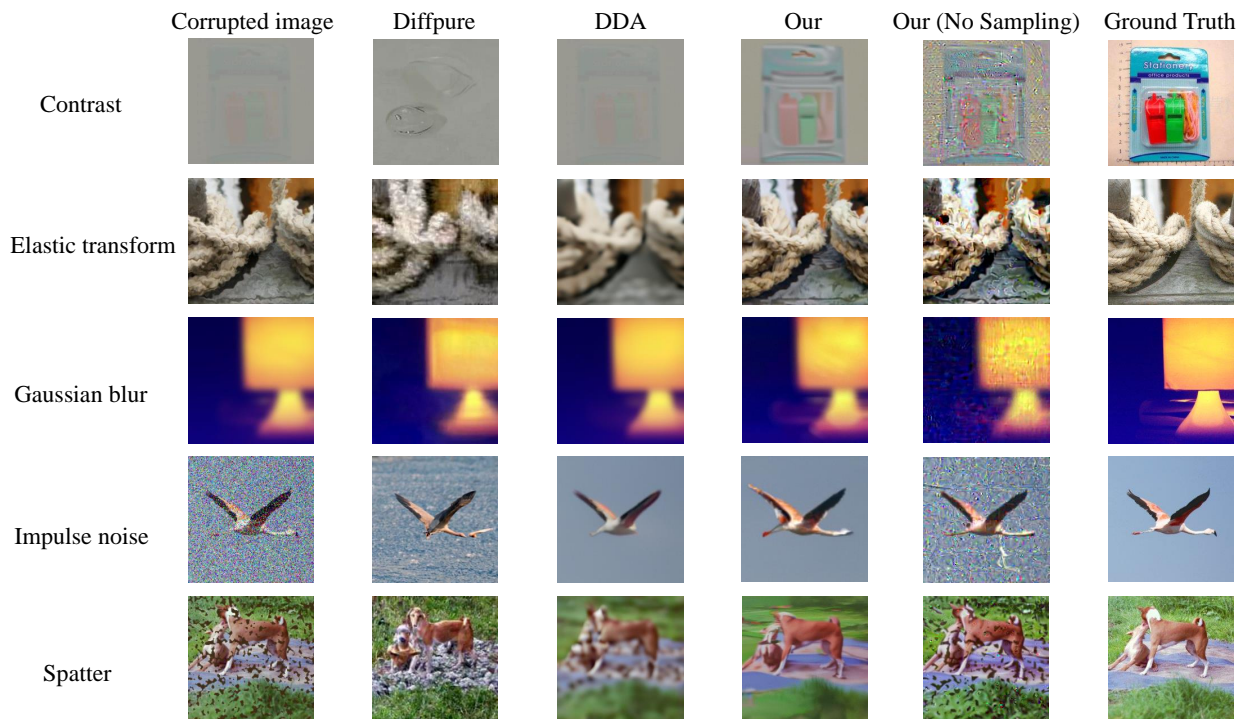 Corrupted image Diffpure DDA Our Our (No Sampling) Ground Truth
Contrast
Stationery
office products
Elastic transform
Gaussian blur
Impulse noise
Spatter